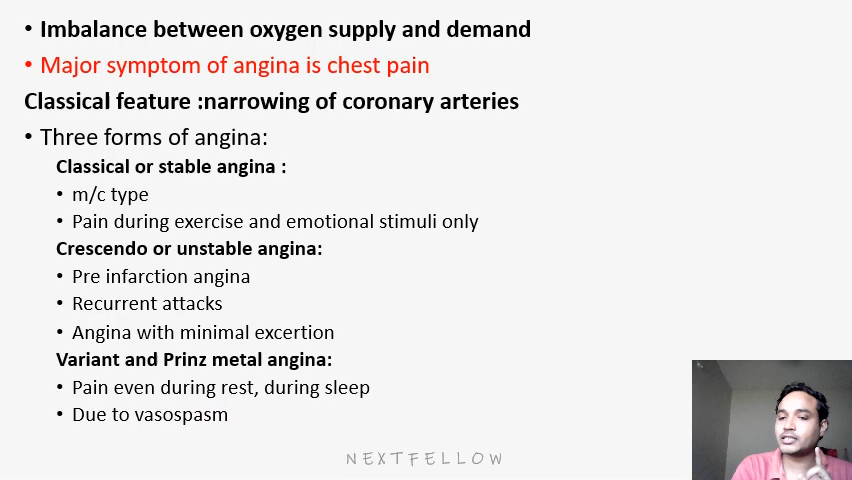 • Imbalance between oxygen supply and demand
• Major symptom of angina is chest pain
Classical feature :narrowing of coronary arteries
• Three forms of angina:
Classical or stable angina :
• m/c type
• Pain during exercise and emotional stimuli only
Crescendo or unstable angina:
• Pre infarction angina
• Recurrent attacks
• Angina with minimal excertion
Variant and Prinz metal angina:
• Pain even during rest, during sleep
• Due to vasospasm
NEXTFELLOW